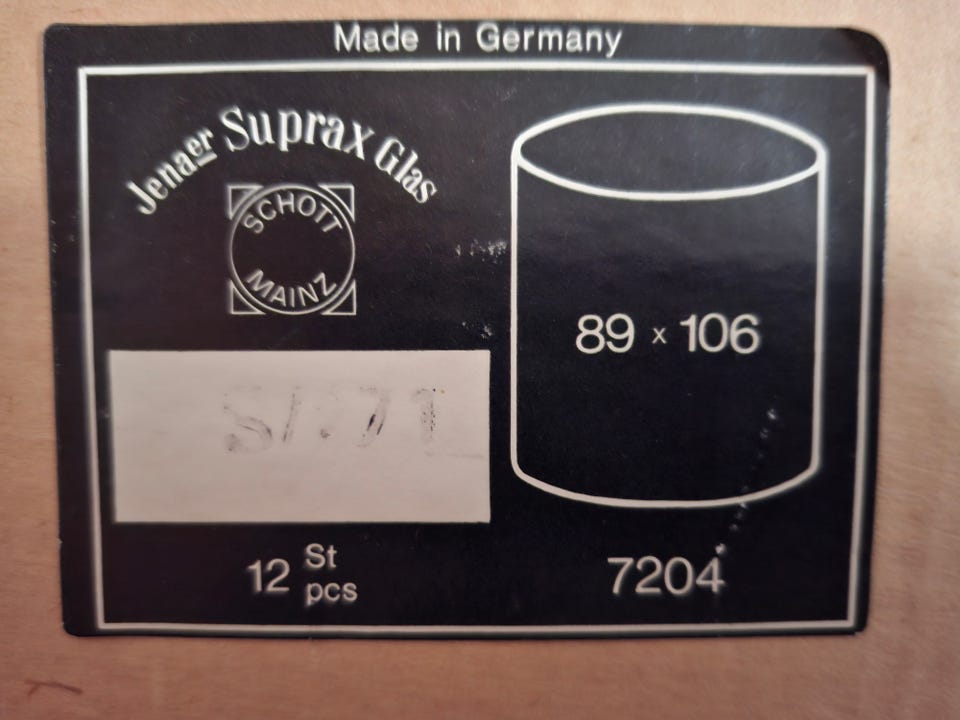 Made in Germany
Jenaer Suprax Glas
SCHOTT
MAINZ
89 x 106
12 St
pcs
7204